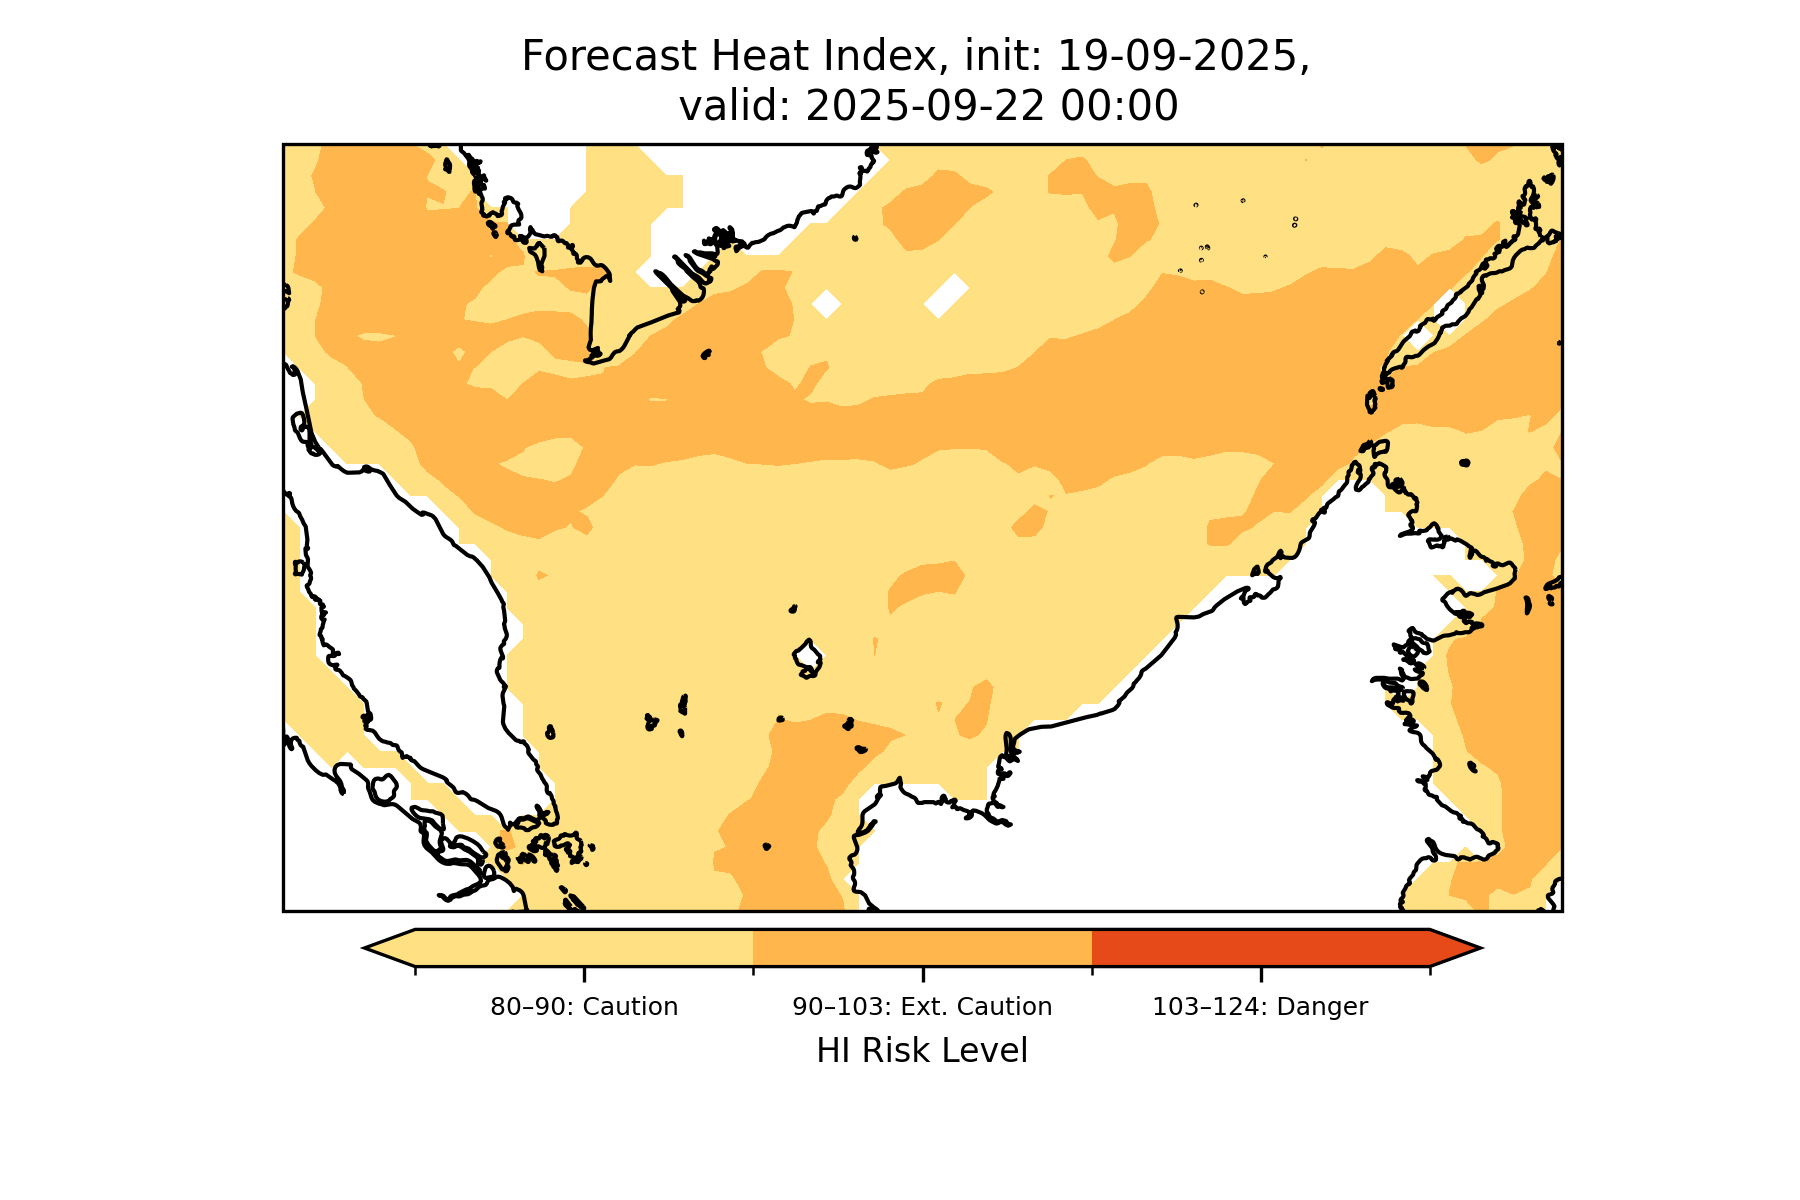 Forecast Heat Index, init: 19-09-2025,
valid: 2025-09-22 00:00
80–90: Caution
90–103: Ext. Caution
103–124: Danger
HI Risk Level